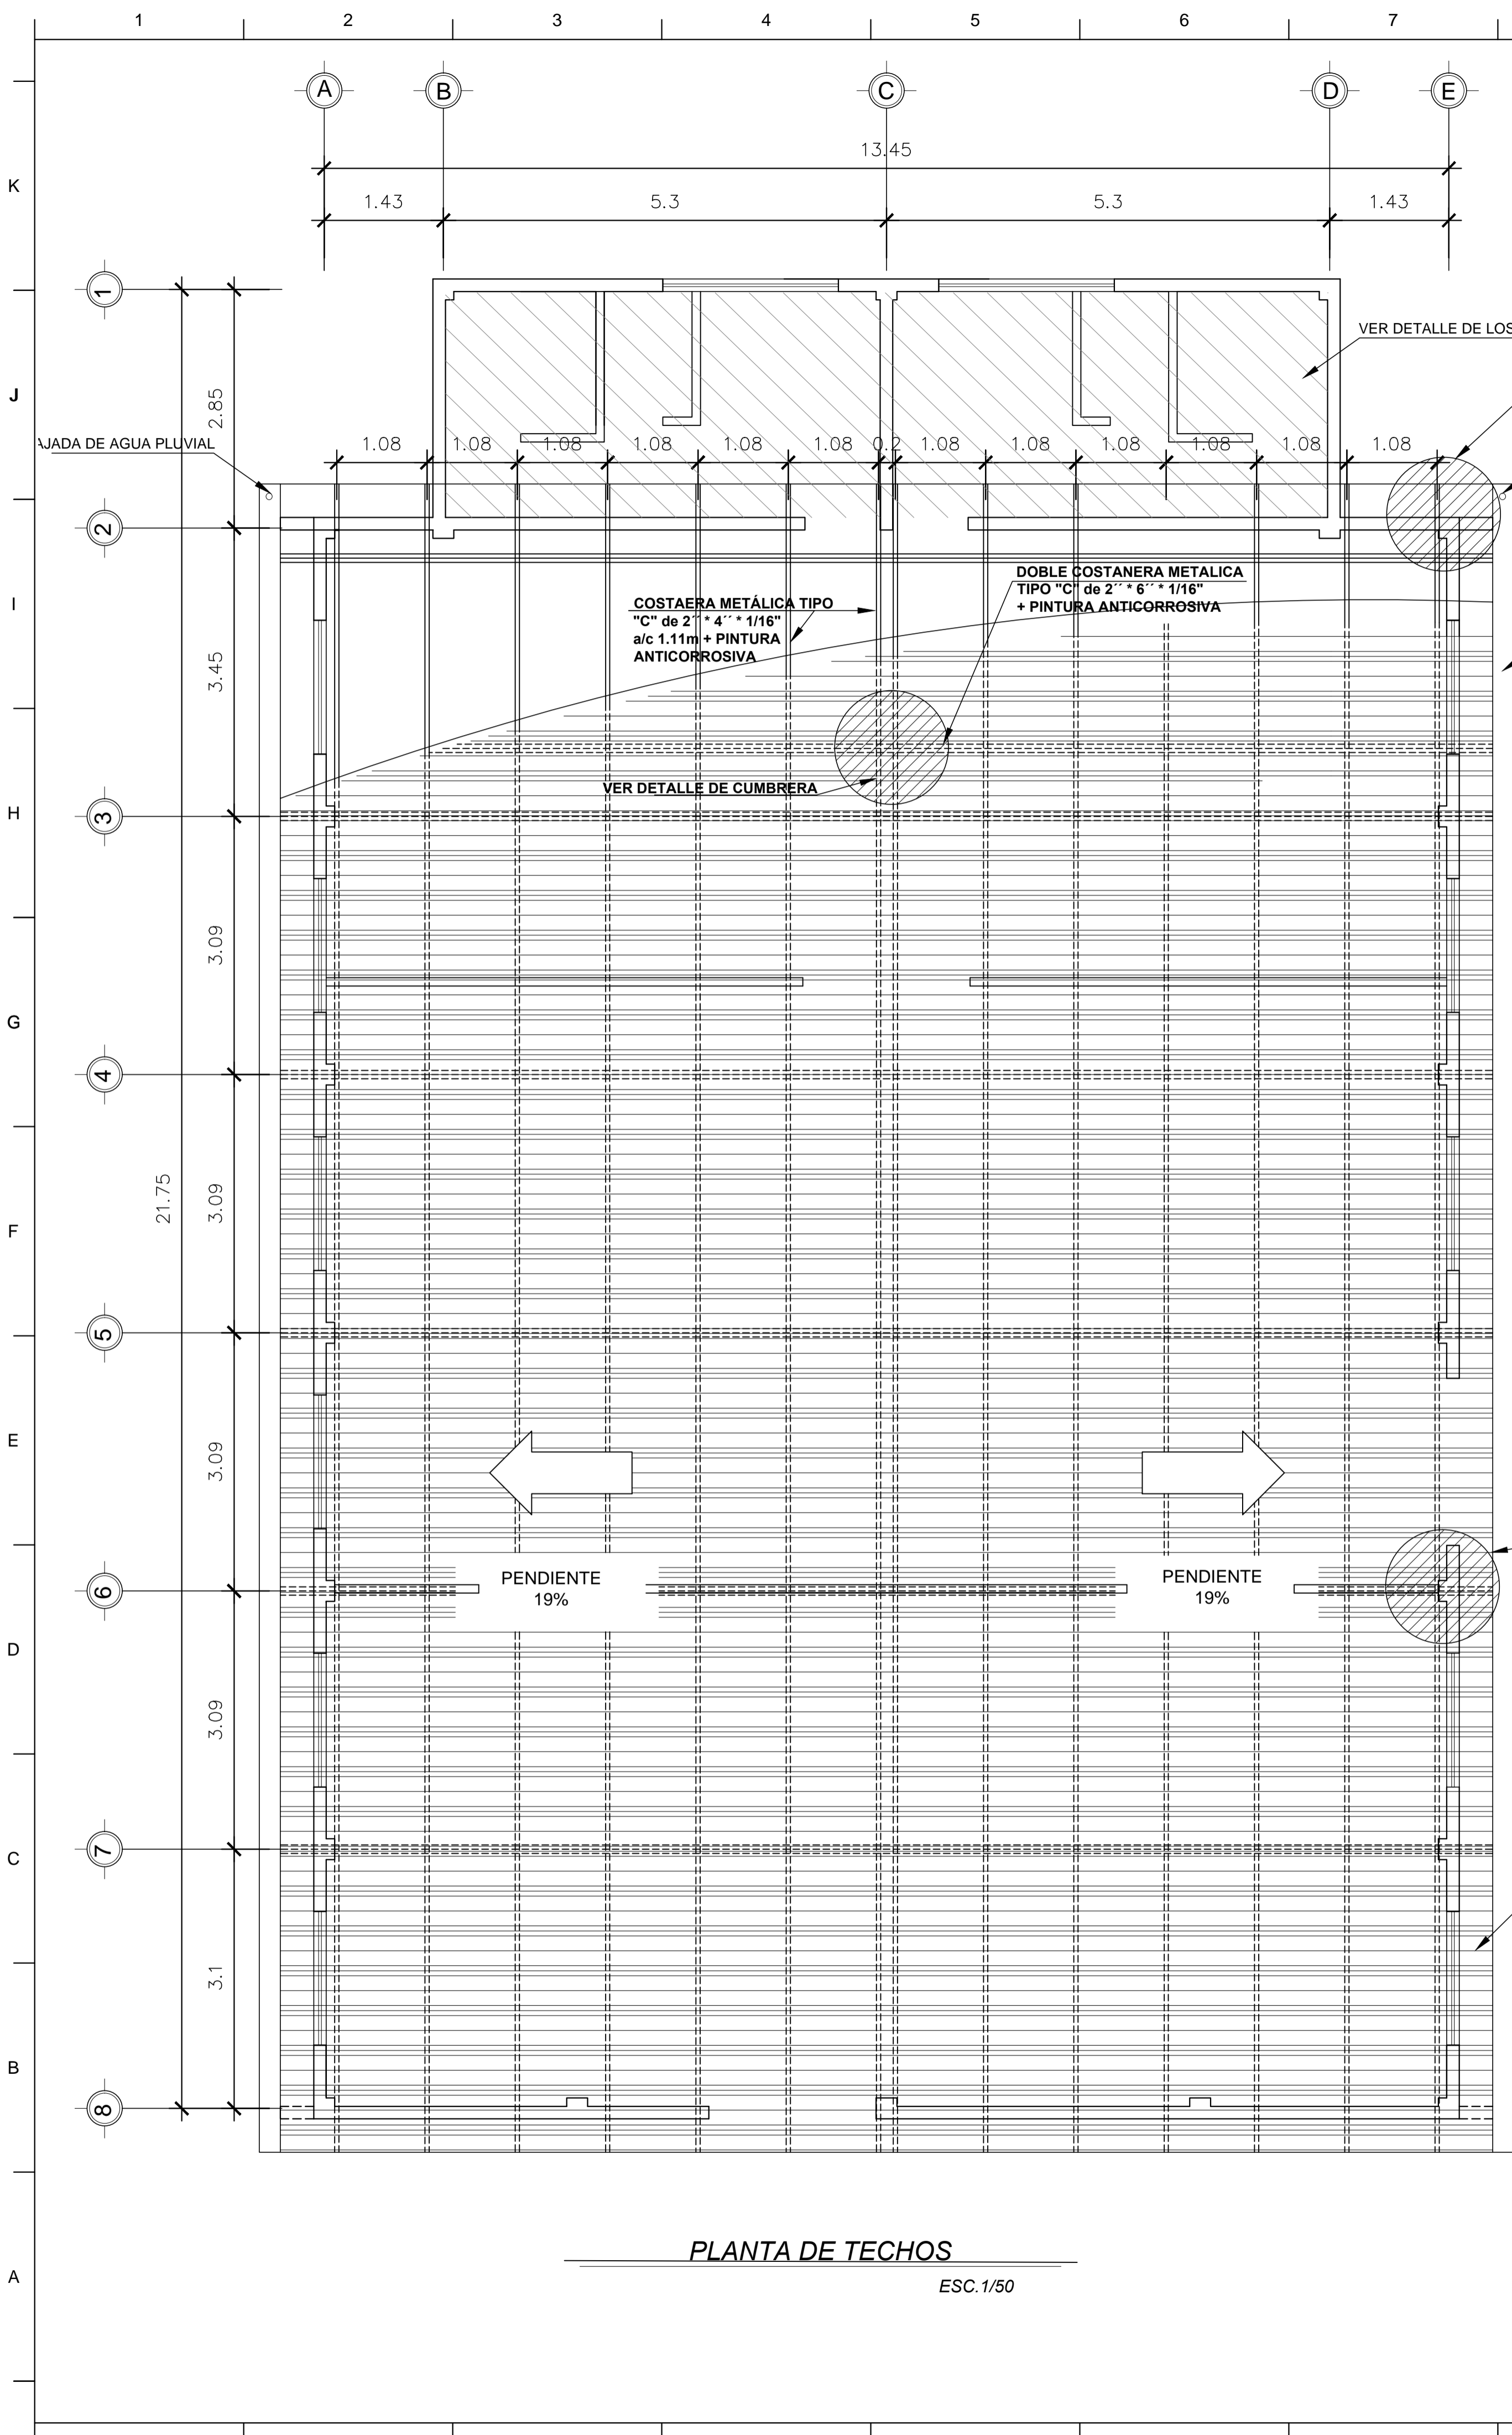 1 2 3 4 5 6 7
A B C D E
13.45
K
1.43 5.3 5.3 1.43
1
VER DETALLE DE LOS
J
2.85
AJADA DE AGUA PLUVIAL
1.08 1.08 1.08 1.08 1.08 1.08 0.2 1.08 1.08 1.08 1.08 1.08 1.08
2
DOBLE COSTANERA METALICA
TIPO "C" de 2´´ * 6´´ * 1/16"
+ PINTURA ANTICORROSIVA
I
COSTAERA METÁLICA TIPO
"C" de 2´´ * 4´´ * 1/16"
a/c 1.11m + PINTURA
ANTICORROSIVA
3.45
VER DETALLE DE CUMBRERA
H
3
3.09
G
4
21.75
3.09
F
5
E
3.09
6
PENDIENTE
19%
PENDIENTE
19%
D
3.09
7
C
3.1
B
8
PLANTA DE TECHOS
A
ESC.1/50